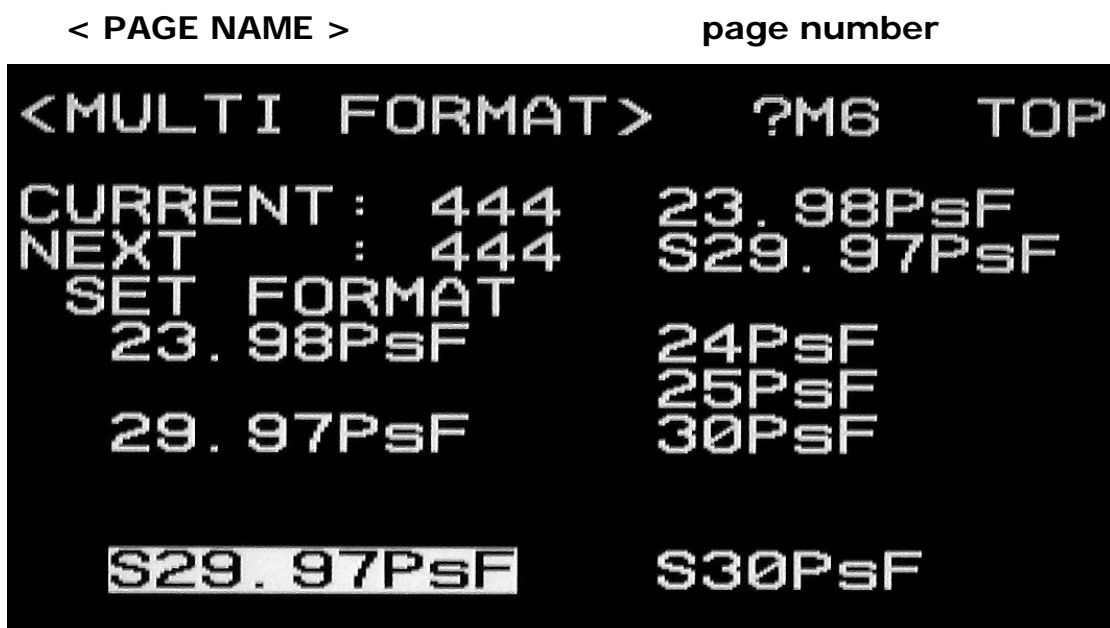 < PAGE NAME > page number
<MULTI FORMAT> ?M6 TOP
CURRENT: 444 23.98PsF
NEXT : 444 S29.97PsF
SET FORMAT
23.98PsF 24PsF
25PsF
29.97PsF 30PsF
S29.97PsF S30PsF